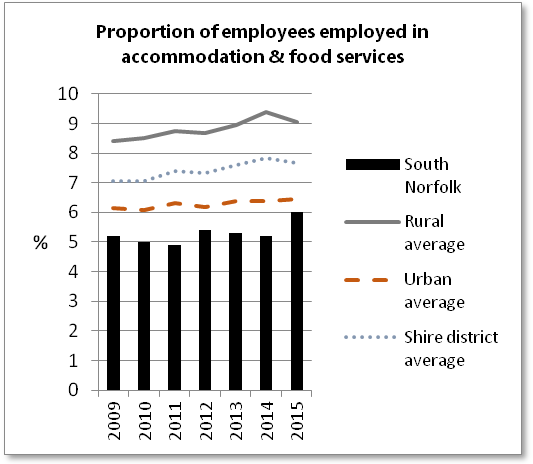 Proportion of employees employed in
accommodation & food services
10
9
8
7
6
5
4
3
2
1
0
%
2009
2010
2011
2012
2013
2014
2015
South
Norfolk
Rural
average
Urban
average
Shire district
average